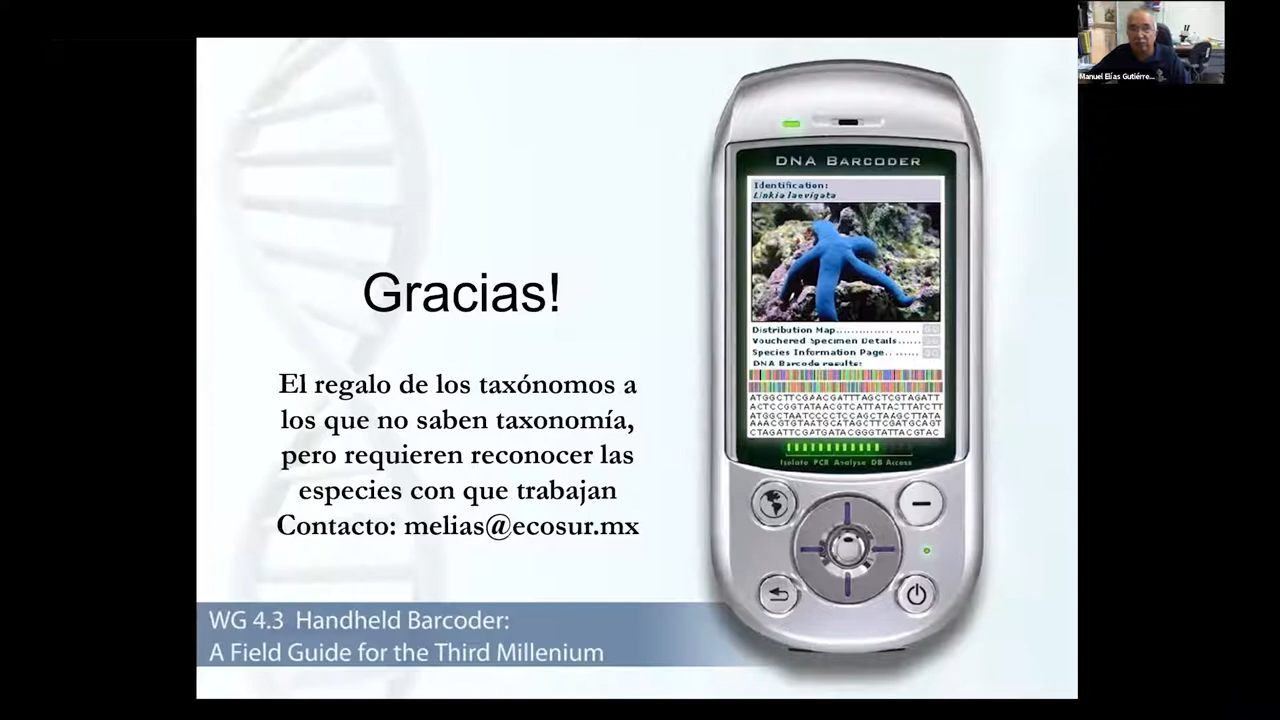 Manuel Elías Gutiérre...
DNA BARCODER
Identification:
Linkia laevigata
Distribution Map
Vouchered Specimen Details
Species Information Page
DNA Barcode results:
ATGGCTTCGAACGATTTAGCTCGTAGATT
ACTCCGGTATAACGTCATTATACTTATCTT
ATGGCTAATCCCCTCCAGCTAAGCTTATA
AAACGTGTAATGCATAGCTTCGATGCAGT
CTAGATTCGATGATACGGGTATTACGTAC
Isolate PCR Analyse DB Access
Gracias!
El regalo de los taxónomos a
los que no saben taxonomía,
pero requieren reconocer las
especies con que trabajan
Contacto: melias@ecosur.mx
WG 4.3 Handheld Barcoder:
A Field Guide for the Third Millenium